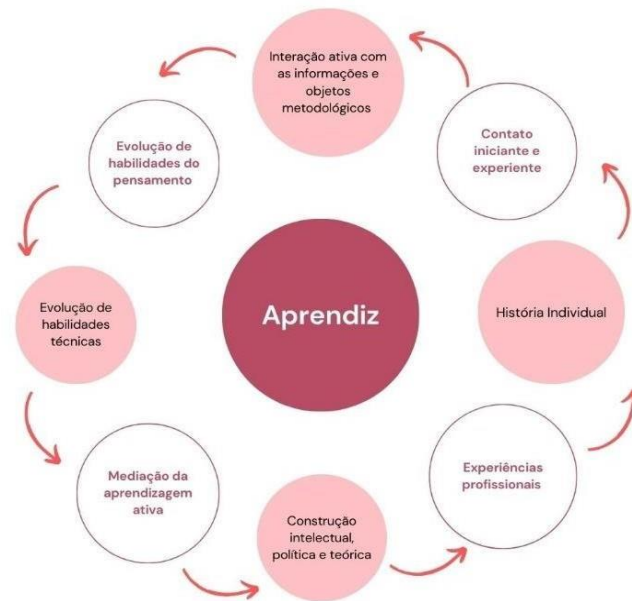 Interação ativa com
as informações e
objetos
metodológicos
Contato
iniciante e
experiente
Evolução de
habilidades do
pensamento
Aprendiz
História Individual
Evolução de
habilidades
técnicas
Mediação da
aprendizagem
ativa
Experiências
profissionais
Construção
intelectual,
política e teórica